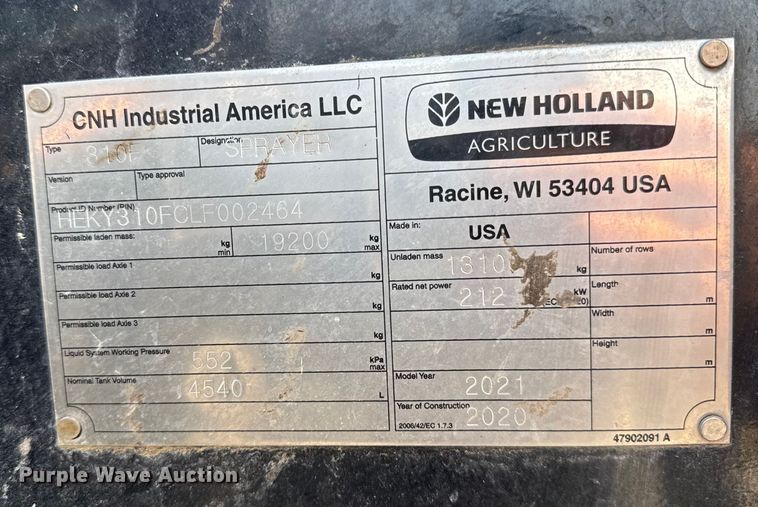 CNH Industrial America LLC
Type 310F
Designation SPRAYER
Version
Type approval
Product ID Number (PIN)
HEKY310FCLF002464
Permissible laden mass: kg min 19200 kg max
Permissible load Axle 1 kg
Permissible load Axle 2 kg
Permissible load Axle 3 kg
Liquid System Working Pressure 552 kPa max
Nominal Tank Volume 4540 L
NEW HOLLAND
AGRICULTURE
Racine, WI 53404 USA
Made in: USA
Unladen mass kg
Rated net power 212 kW
Number of rows
Length m
Width m
Height m
Model Year 2021
Year of Construction 2020
2006/42/EC 1.7.3
47902091 A
Purple Wave Auction